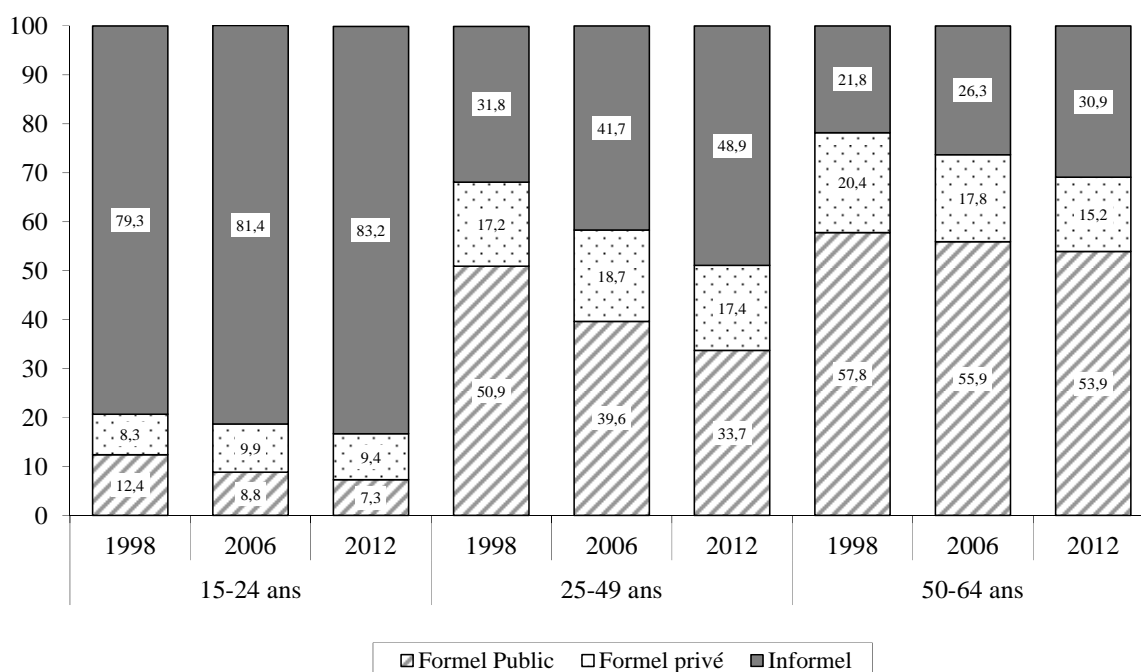 100
90
80
70
60
50
40
30
20
10
0
79,3 81,4 83,2 31,8 41,7 48,9 21,8 26,3 30,9
8,3 9,9 9,4 17,2 18,7 17,4 20,4 17,8 15,2
12,4 8,8 7,3 50,9 39,6 33,7 57,8 55,9 53,9
1998 2006 2012 1998 2006 2012 1998 2006 2012
15-24 ans 25-49 ans 50-64 ans
Formel Public Formel privé Informel